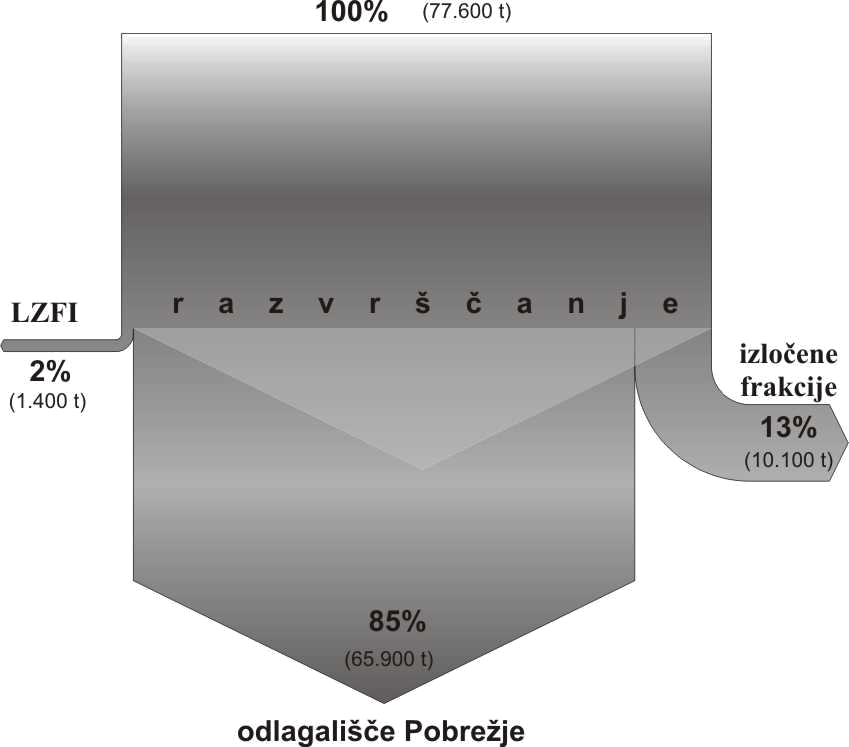 100% (77.600 t)
r a z v r š č a n j e
LZFI
2%
(1.400 t)
izločene
frakcije
13%
(10.100 t)
85%
(65.900 t)
odlagališče Pobrežje